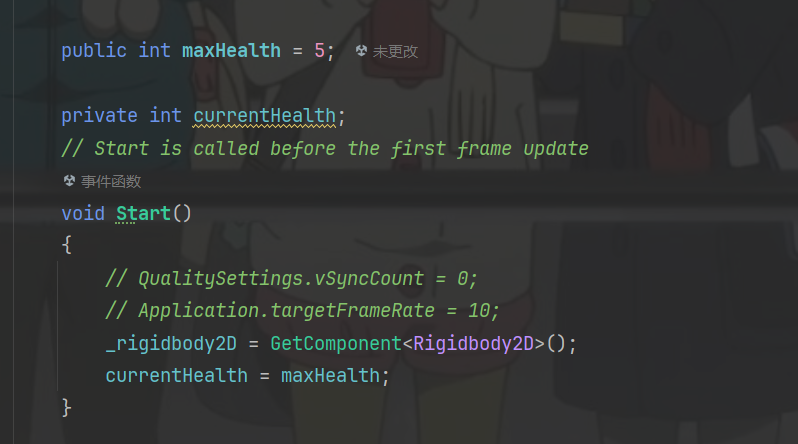 public int maxHealth = 5; 未更改
private int currentHealth;
// Start is called before the first frame update
事件函数
void Start()
{
// QualitySettings.vSyncCount = 0;
// Application.targetFrameRate = 10;
_rigidbody2D = GetComponent<Rigidbody2D>();
currentHealth = maxHealth;
}